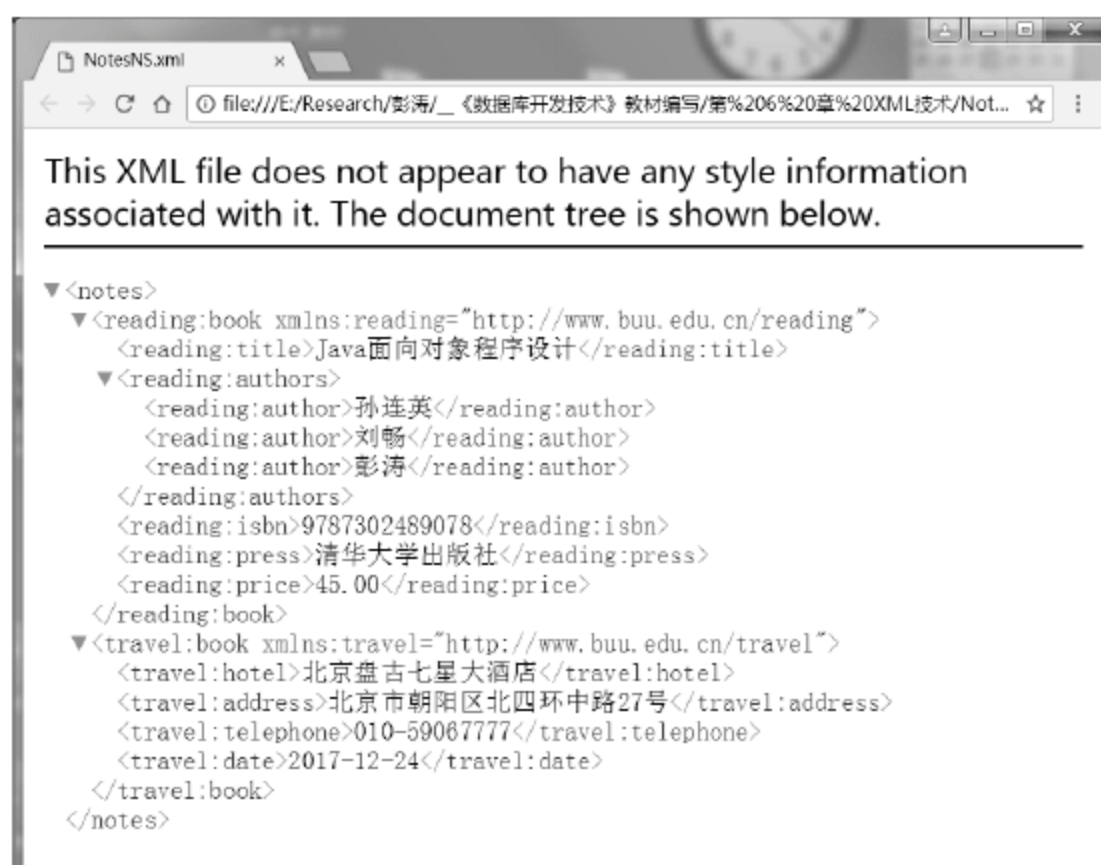 NotesNS.xml
file:///E:/Research/彭涛/__《数据库开发技术》教材编写/第%206%20章%20XML技术/Not...
This XML file does not appear to have any style information
associated with it. The document tree is shown below.
<notes>
<reading:book xmlns:reading="http://www.buu.edu.cn/reading">
<reading:title>Java面向对象程序设计</reading:title>
<reading:authors>
<reading:author>孙连英</reading:author>
<reading:author>刘畅</reading:author>
<reading:author>彭涛</reading:author>
</reading:authors>
<reading:isbn>9787302489078</reading:isbn>
<reading:press>清华大学出版社</reading:press>
<reading:price>45.00</reading:price>
</reading:book>
<travel:book xmlns:travel="http://www.buu.edu.cn/travel">
<travel:hotel>北京盘古七星大酒店</travel:hotel>
<travel:address>北京市朝阳区北四环中路27号</travel:address>
<travel:telephone>010-59067777</travel:telephone>
<travel:date>2017-12-24</travel:date>
</travel:book>
</notes>